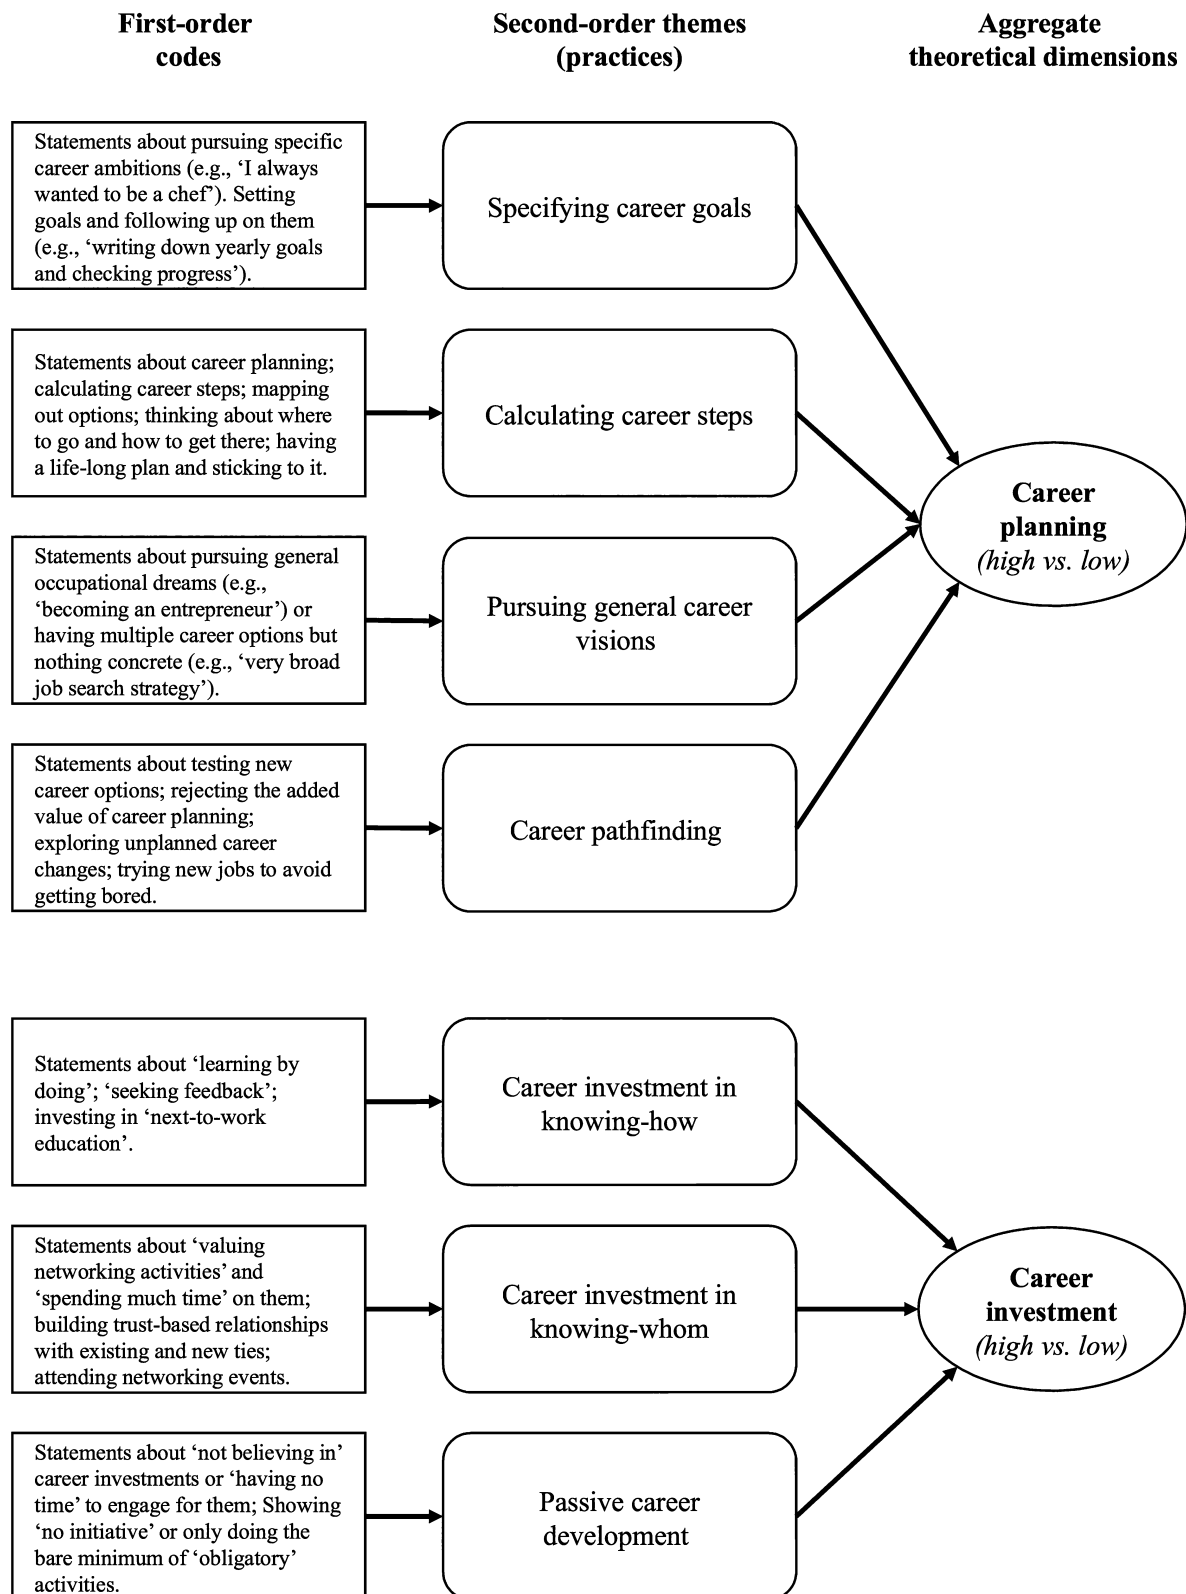 First-order
codes
Second-order themes
(practices)
Aggregate
theoretical dimensions
Statements about pursuing specific
career ambitions (e.g., ‘I always
wanted to be a chef’). Setting
goals and following up on them
(e.g., ‘writing down yearly goals
and checking progress’).
Specifying career goals
Statements about career planning;
calculating career steps; mapping
out options; thinking about where
to go and how to get there; having
a life-long plan and sticking to it.
Calculating career steps
Statements about pursuing general
occupational dreams (e.g.,
‘becoming an entrepreneur’) or
having multiple career options but
nothing concrete (e.g., ‘very broad
job search strategy’).
Pursuing general career
visions
Statements about testing new
career options; rejecting the added
value of career planning;
exploring unplanned career
changes; trying new jobs to avoid
getting bored.
Career pathfinding
Career
planning
(high vs. low)
Statements about ‘learning by
doing’; ‘seeking feedback’;
investing in ‘next-to-work
education’.
Career investment in
knowing-how
Statements about ‘valuing
networking activities’ and
‘spending much time’ on them;
building trust-based relationships
with existing and new ties;
attending networking events.
Career investment in
knowing-whom
Statements about ‘not believing in’
career investments or ‘having no
time’ to engage for them; Showing
‘no initiative’ or only doing the
bare minimum of ‘obligatory’
activities.
Passive career
development
Career
investment
(high vs. low)